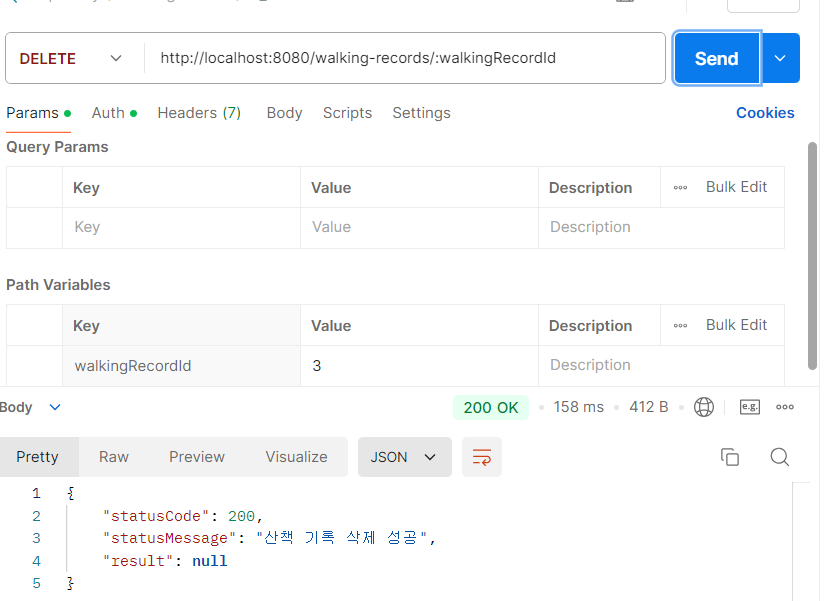 DELETE http://localhost:8080/walking-records/:walkingRecordId Send
Params Auth Headers (7) Body Scripts Settings Cookies
Query Params
Key Value Description Bulk Edit
Key Value Description
Path Variables
Key Value Description Bulk Edit
walkingRecordId 3 Description
Body 200 OK 158 ms 412 B e.g.
Pretty Raw Preview Visualize JSON
1 {
2 "statusCode": 200,
3 "statusMessage": "산책 기록 삭제 성공",
4 "result": null
5 }